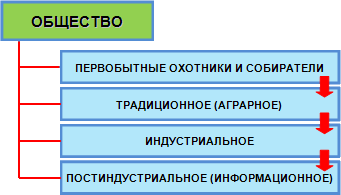 ОБЩЕСТВО
ПЕРВОБЫТНЫЕ ОХОТНИКИ И СОБИРАТЕЛИ
ТРАДИЦИОННОЕ (АГРАРНОЕ)
ИНДУСТРИАЛЬНОЕ
ПОСТИНДУСТРИАЛЬНОЕ (ИНФОРМАЦИОННОЕ)